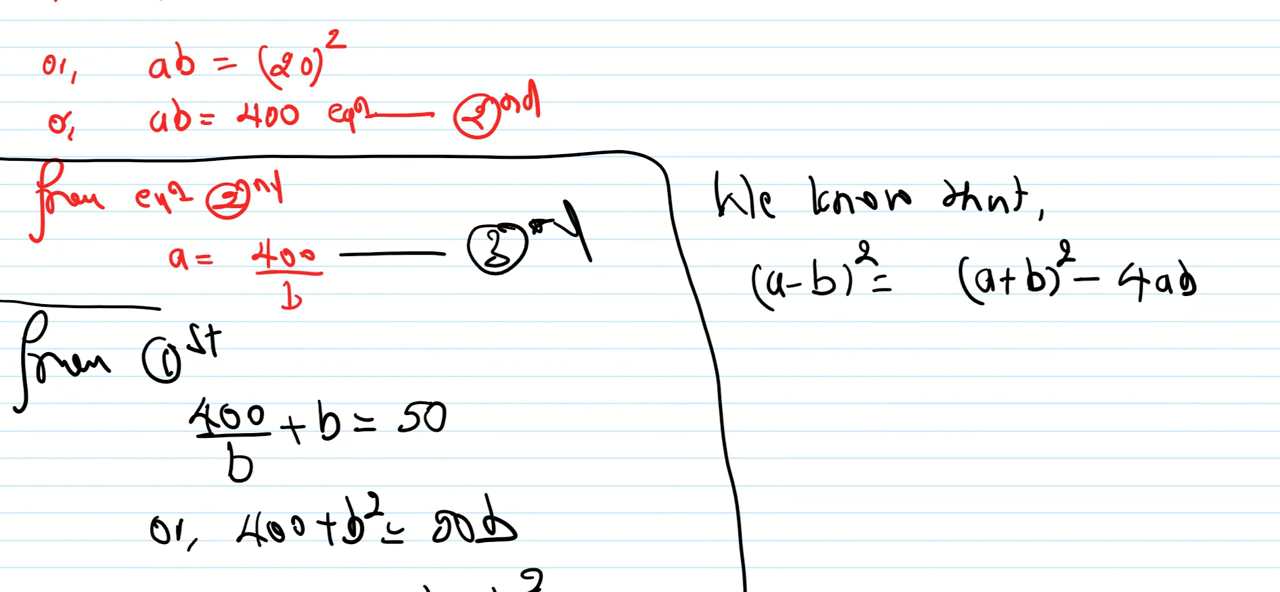 or, ab = (20)²
or, ab = 400 eqn —— 2nd
from eqn 2nd
a = 400/b —— 3rd
from 1st
400/b + b = 50
or, 400 + b² = 50b
We know that,
(a - b)² = (a + b)² - 4ab